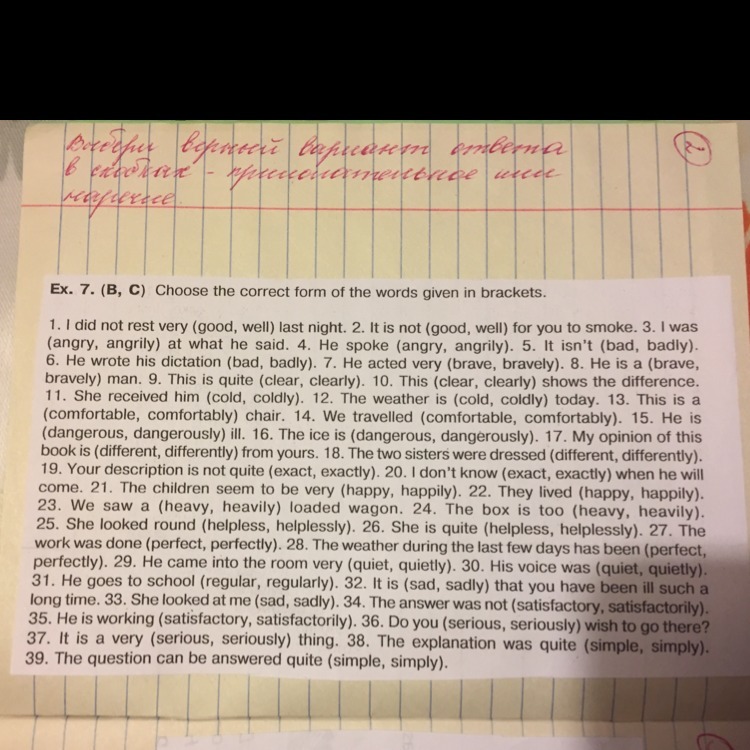 Выбери верный вариант ответа
в скобках - прилагательное или
наречие
2
Ex. 7. (B, C) Choose the correct form of the words given in brackets.
1. I did not rest very (good, well) last night. 2. It is not (good, well) for you to smoke. 3. I was
(angry, angrily) at what he said. 4. He spoke (angry, angrily). 5. It isn't (bad, badly).
6. He wrote his dictation (bad, badly). 7. He acted very (brave, bravely). 8. He is a (brave,
bravely) man. 9. This is quite (clear, clearly). 10. This (clear, clearly) shows the difference.
11. She received him (cold, coldly). 12. The weather is (cold, coldly) today. 13. This is a
(comfortable, comfortably) chair. 14. We travelled (comfortable, comfortably). 15. He is
(dangerous, dangerously) ill. 16. The ice is (dangerous, dangerously). 17. My opinion of this
book is (different, differently) from yours. 18. The two sisters were dressed (different, differently).
19. Your description is not quite (exact, exactly). 20. I don't know (exact, exactly) when he will
come. 21. The children seem to be very (happy, happily). 22. They lived (happy, happily).
23. We saw a (heavy, heavily) loaded wagon. 24. The box is too (heavy, heavily).
25. She looked round (helpless, helplessly). 26. She is quite (helpless, helplessly). 27. The
work was done (perfect, perfectly). 28. The weather during the last few days has been (perfect,
perfectly). 29. He came into the room very (quiet, quietly). 30. His voice was (quiet, quietly).
31. He goes to school (regular, regularly). 32. It is (sad, sadly) that you have been ill such a
long time. 33. She looked at me (sad, sadly). 34. The answer was not (satisfactory, satisfactorily).
35. He is working (satisfactory, satisfactorily). 36. Do you (serious, seriously) wish to go there?
37. It is a very (serious, seriously) thing. 38. The explanation was quite (simple, simply).
39. The question can be answered quite (simple, simply).